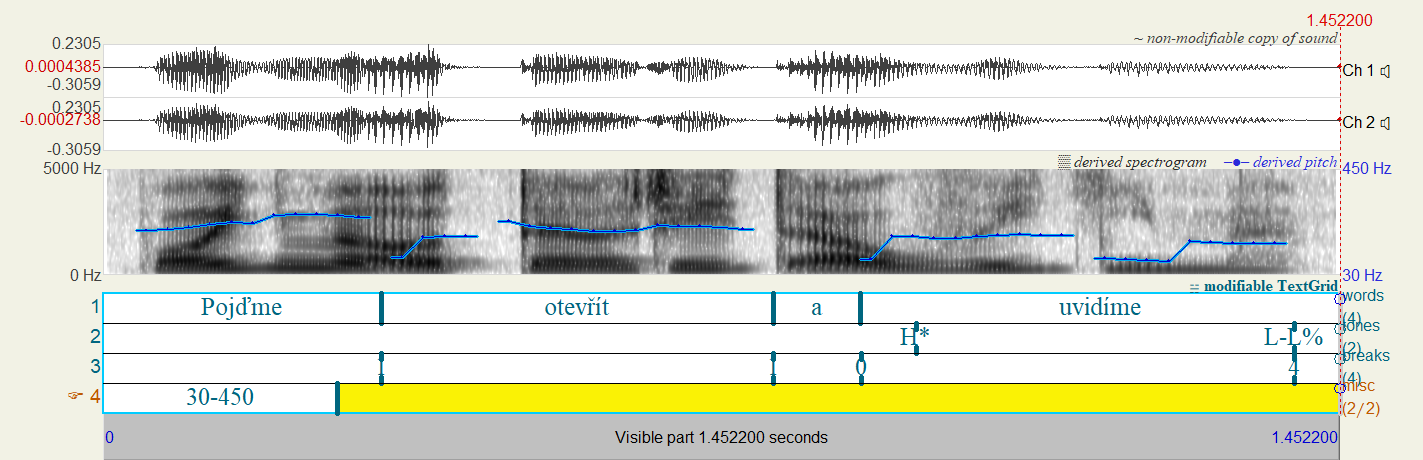 1.452200
~ non-modifiable copy of sound
0.2305
0.0004385
-0.3059
Ch 1
0.2305
-0.0002738
-0.3059
Ch 2
derived spectrogram derived pitch
5000 Hz 450 Hz
0 Hz 30 Hz
modifiable TextGrid
1 Pojďme otevřít a uvidíme words (4)
2 H* L-L% tones (2)
3 1 1 0 4 breaks (4)
4 30-450 misc (2/2)
0 Visible part 1.452200 seconds 1.452200